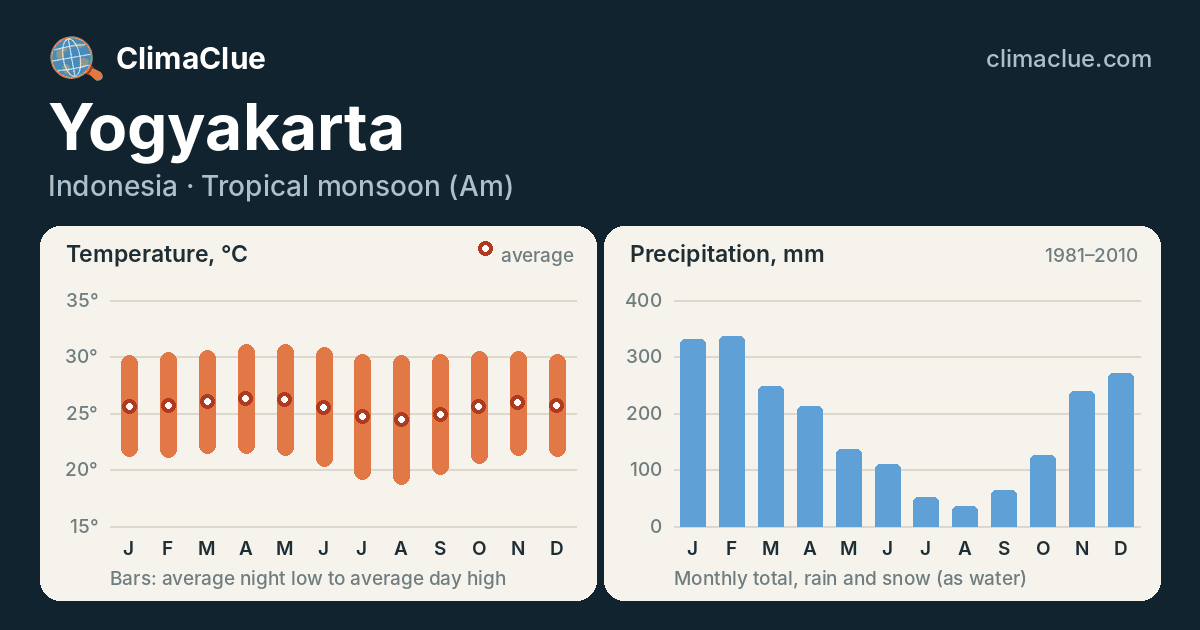 ClimaClue
climaclue.com
Yogyakarta
Indonesia · Tropical monsoon (Am)
Temperature, °C
average
35°
30°
25°
20°
15°
J F M A M J J A S O N D
Bars: average night low to average day high
Precipitation, mm
1981–2010
400
300
200
100
0
J F M A M J J A S O N D
Monthly total, rain and snow (as water)